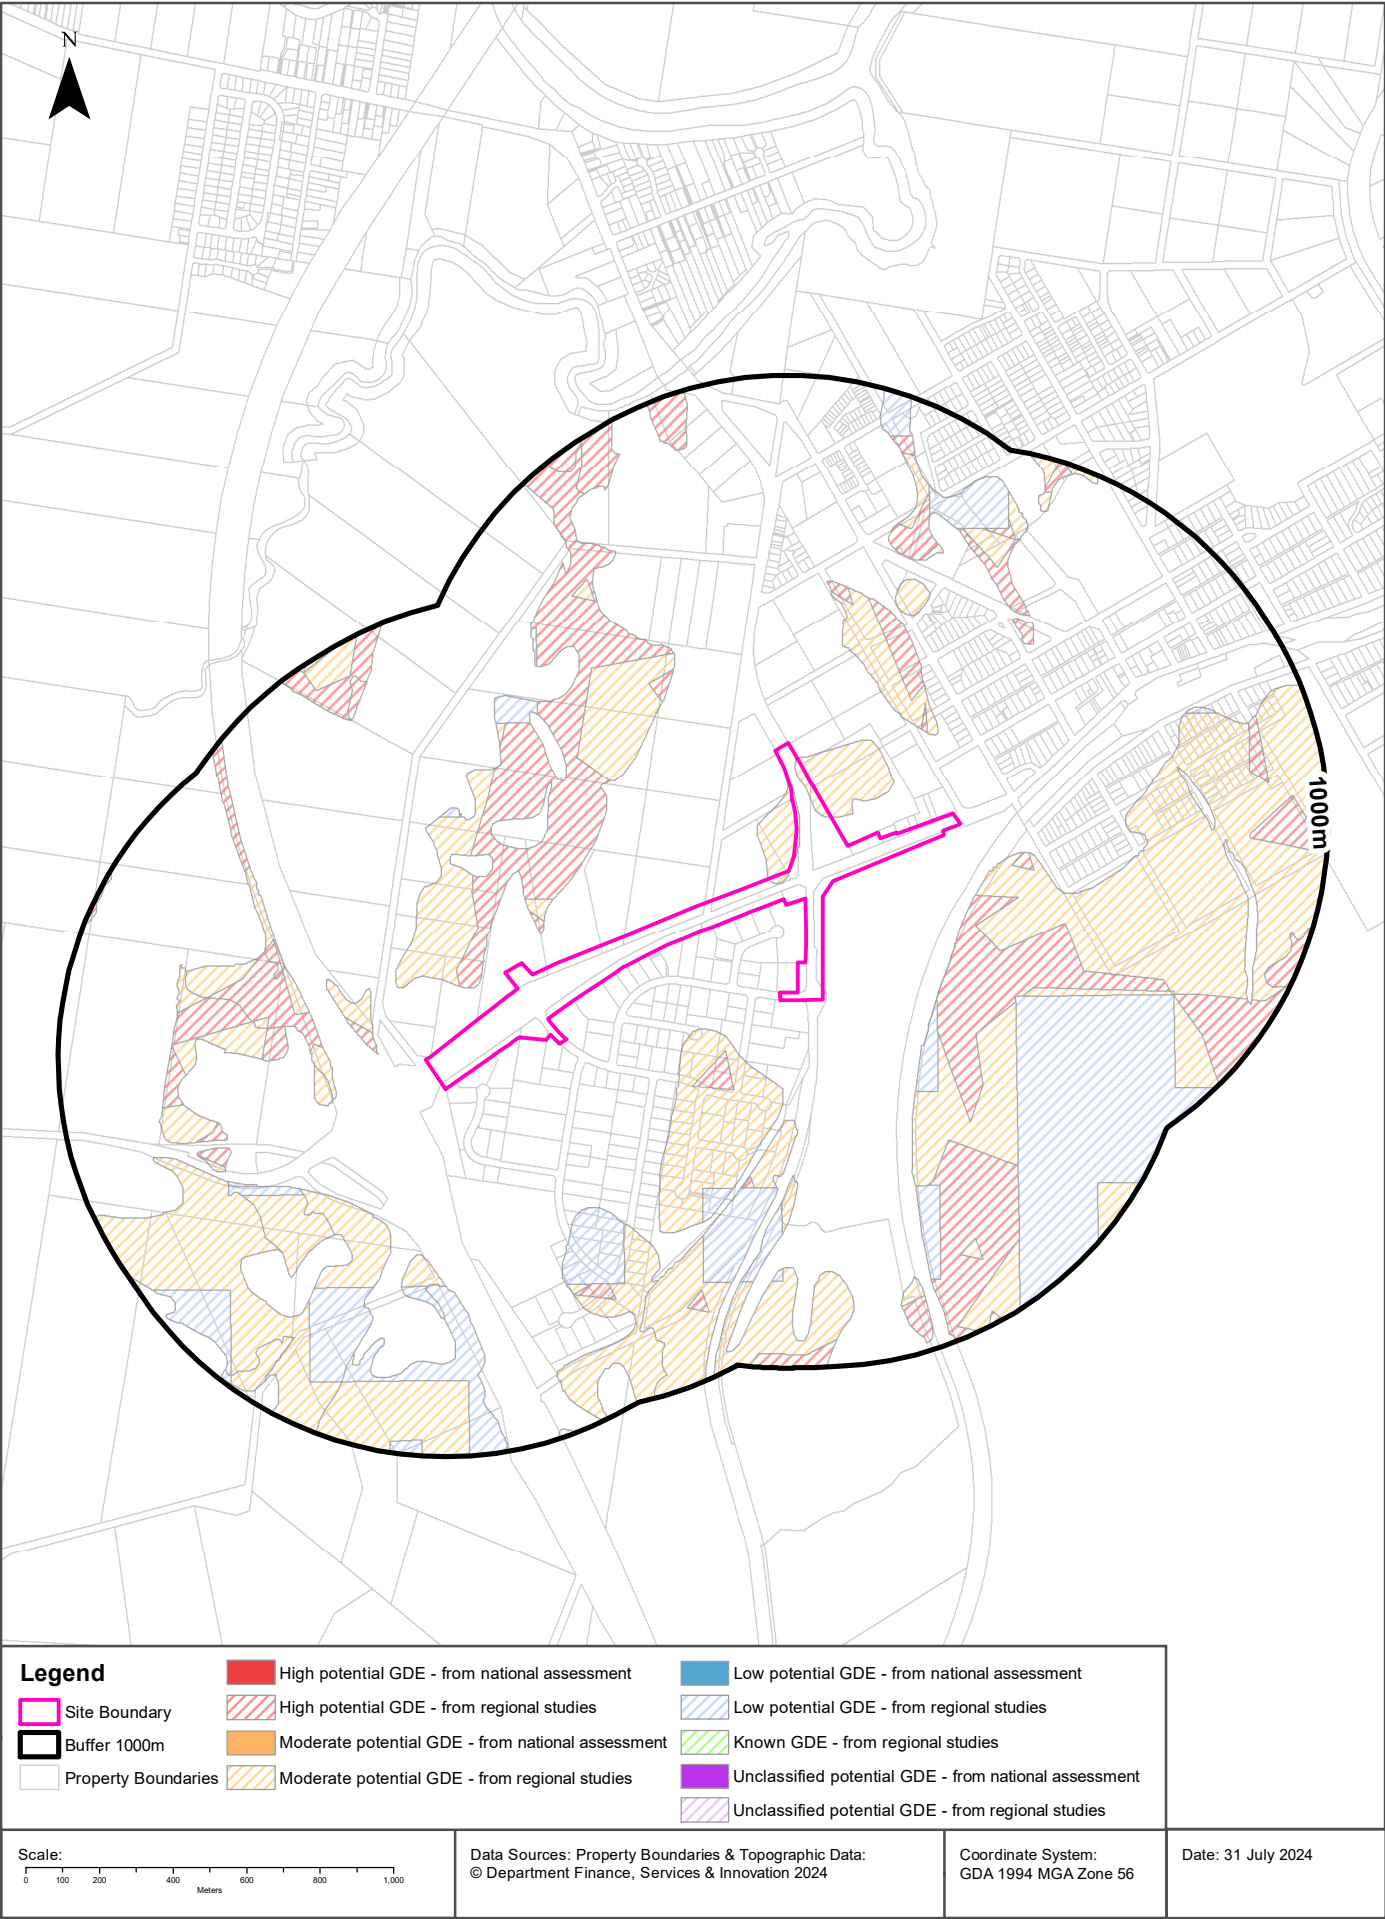 N
1000m
Legend
Site Boundary
Buffer 1000m
Property Boundaries
High potential GDE - from national assessment
High potential GDE - from regional studies
Moderate potential GDE - from national assessment
Moderate potential GDE - from regional studies
Low potential GDE - from national assessment
Low potential GDE - from regional studies
Known GDE - from regional studies
Unclassified potential GDE - from national assessment
Unclassified potential GDE - from regional studies
Scale:
0 100 200 400 600 800 1,000
Meters
Data Sources: Property Boundaries & Topographic Data:
© Department Finance, Services & Innovation 2024
Coordinate System:
GDA 1994 MGA Zone 56
Date: 31 July 2024